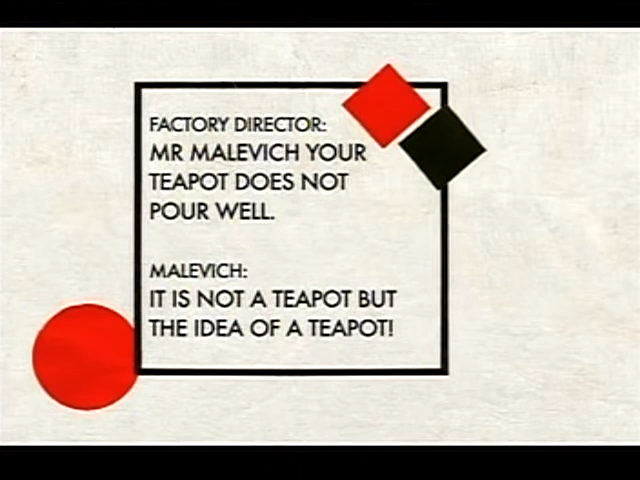 FACTORY DIRECTOR:
MR MALEVICH YOUR
TEAPOT DOES NOT
POUR WELL.
MALEVICH:
IT IS NOT A TEAPOT BUT
THE IDEA OF A TEAPOT!